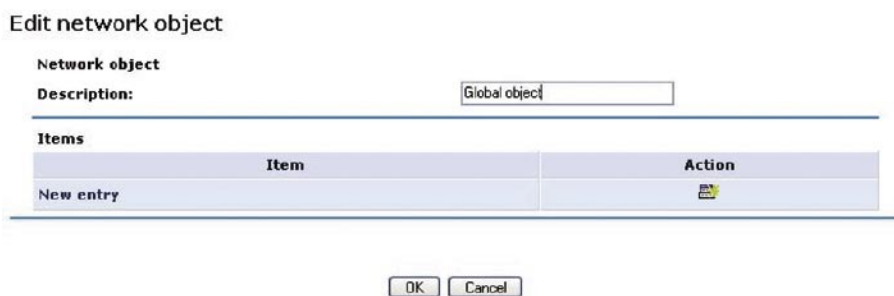 Edit network object
Network object
Description: Global object
Items
Item Action
New entry
OK Cancel